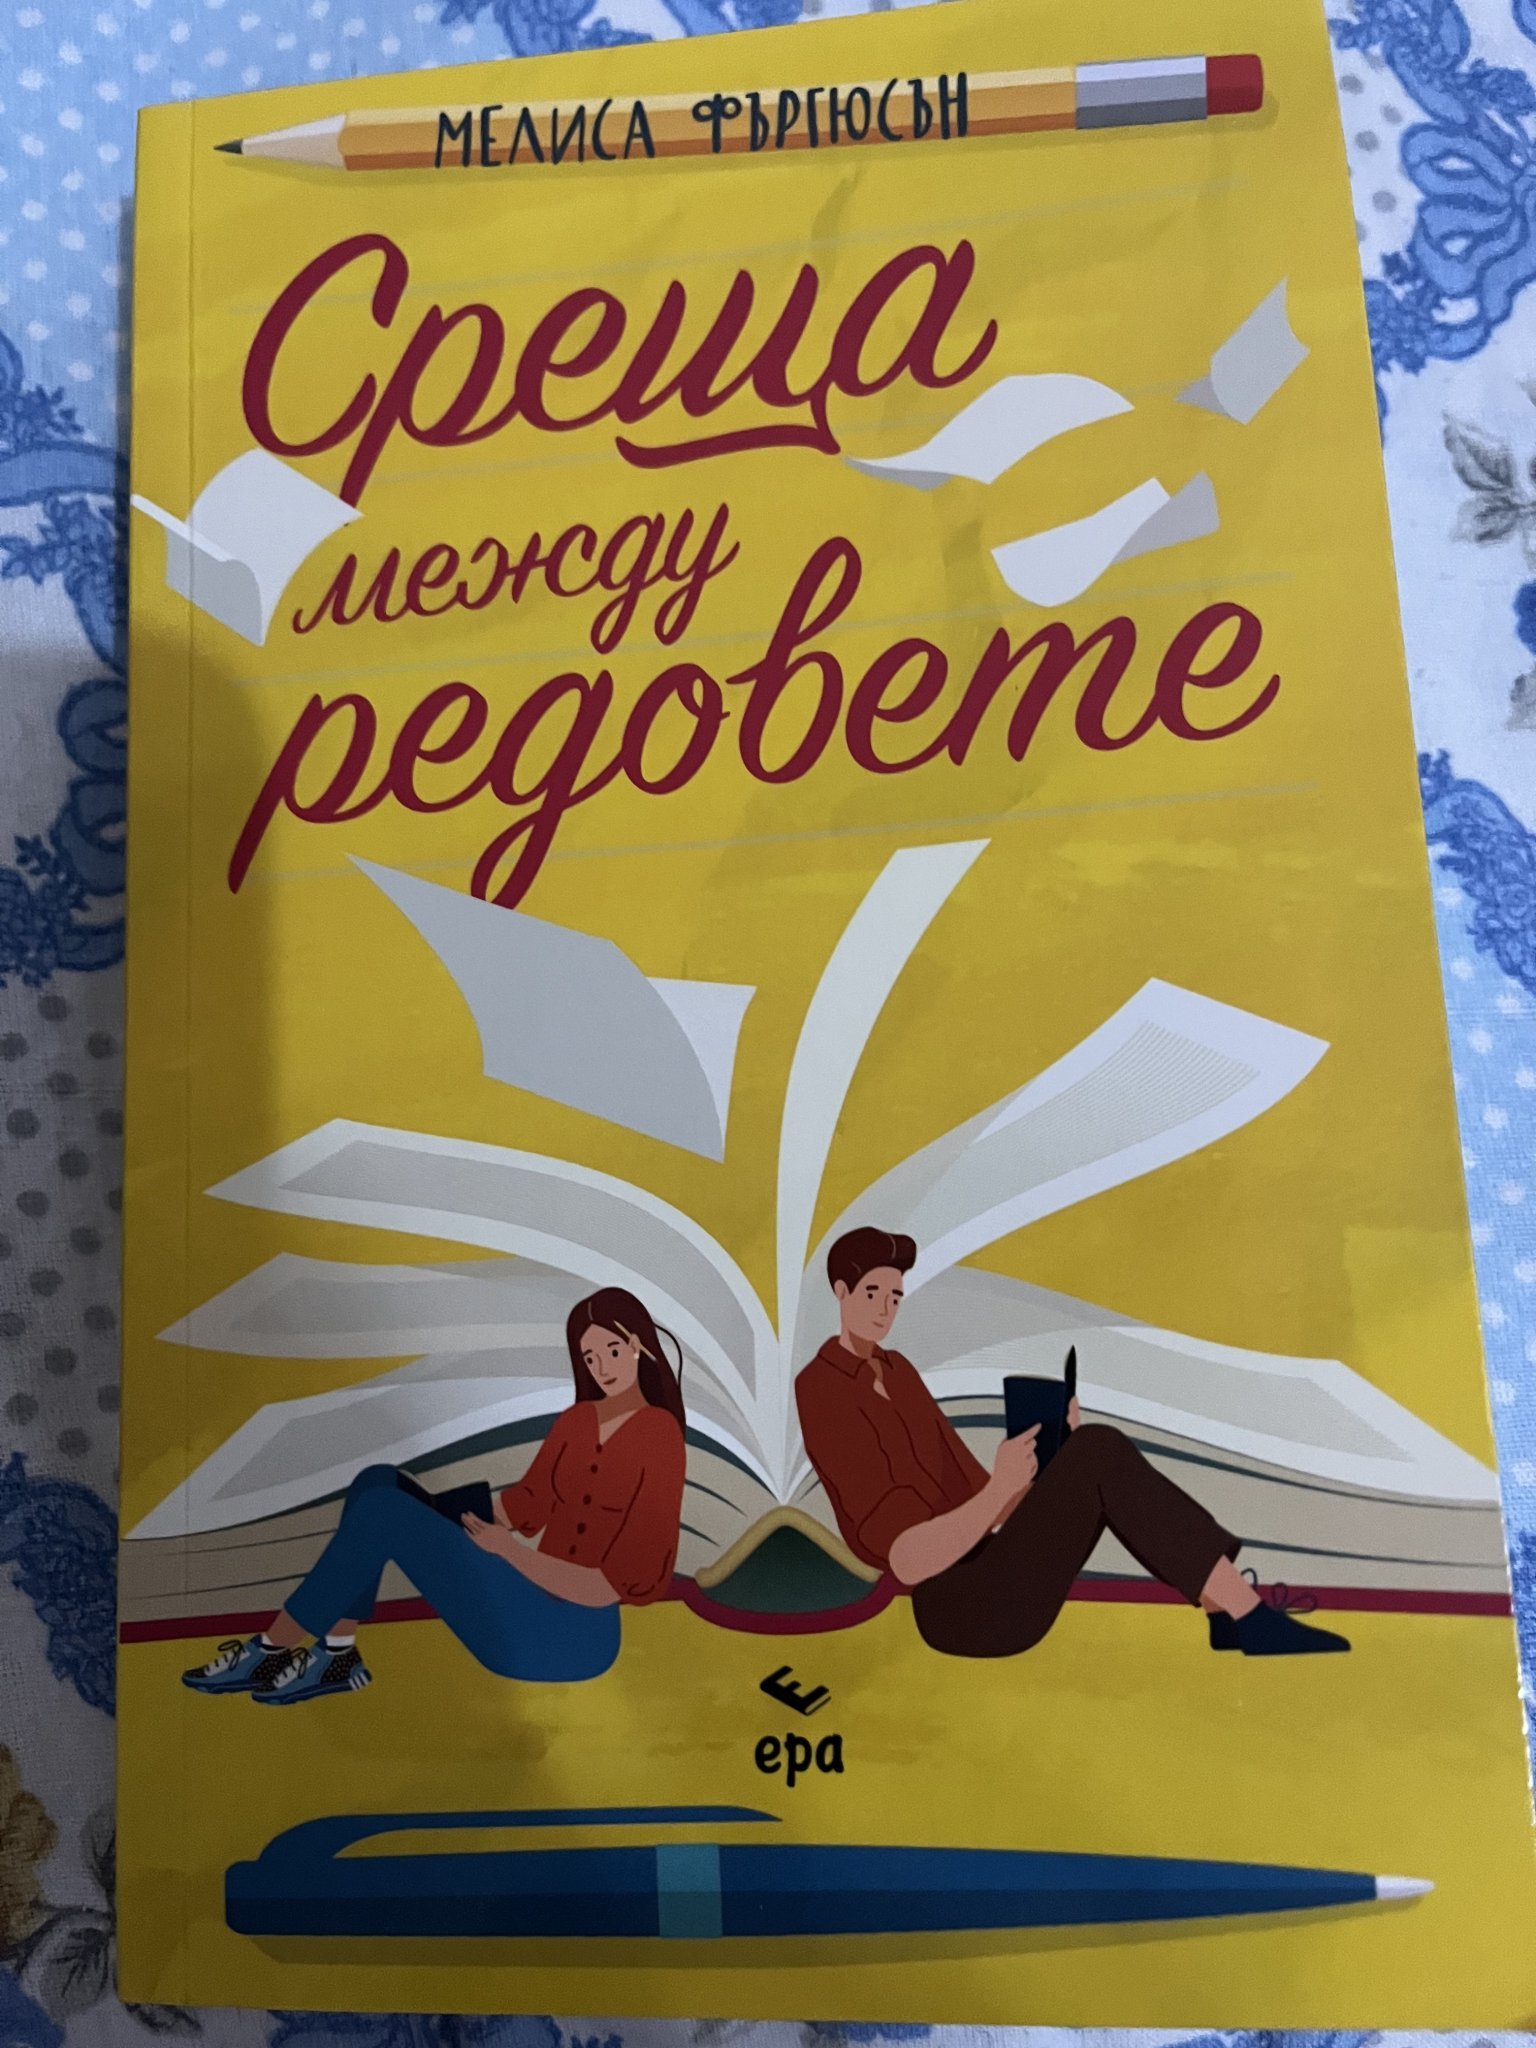 МЕЛИСА ФЪРГЮСЪН
Среща
между
редовете
E
ера